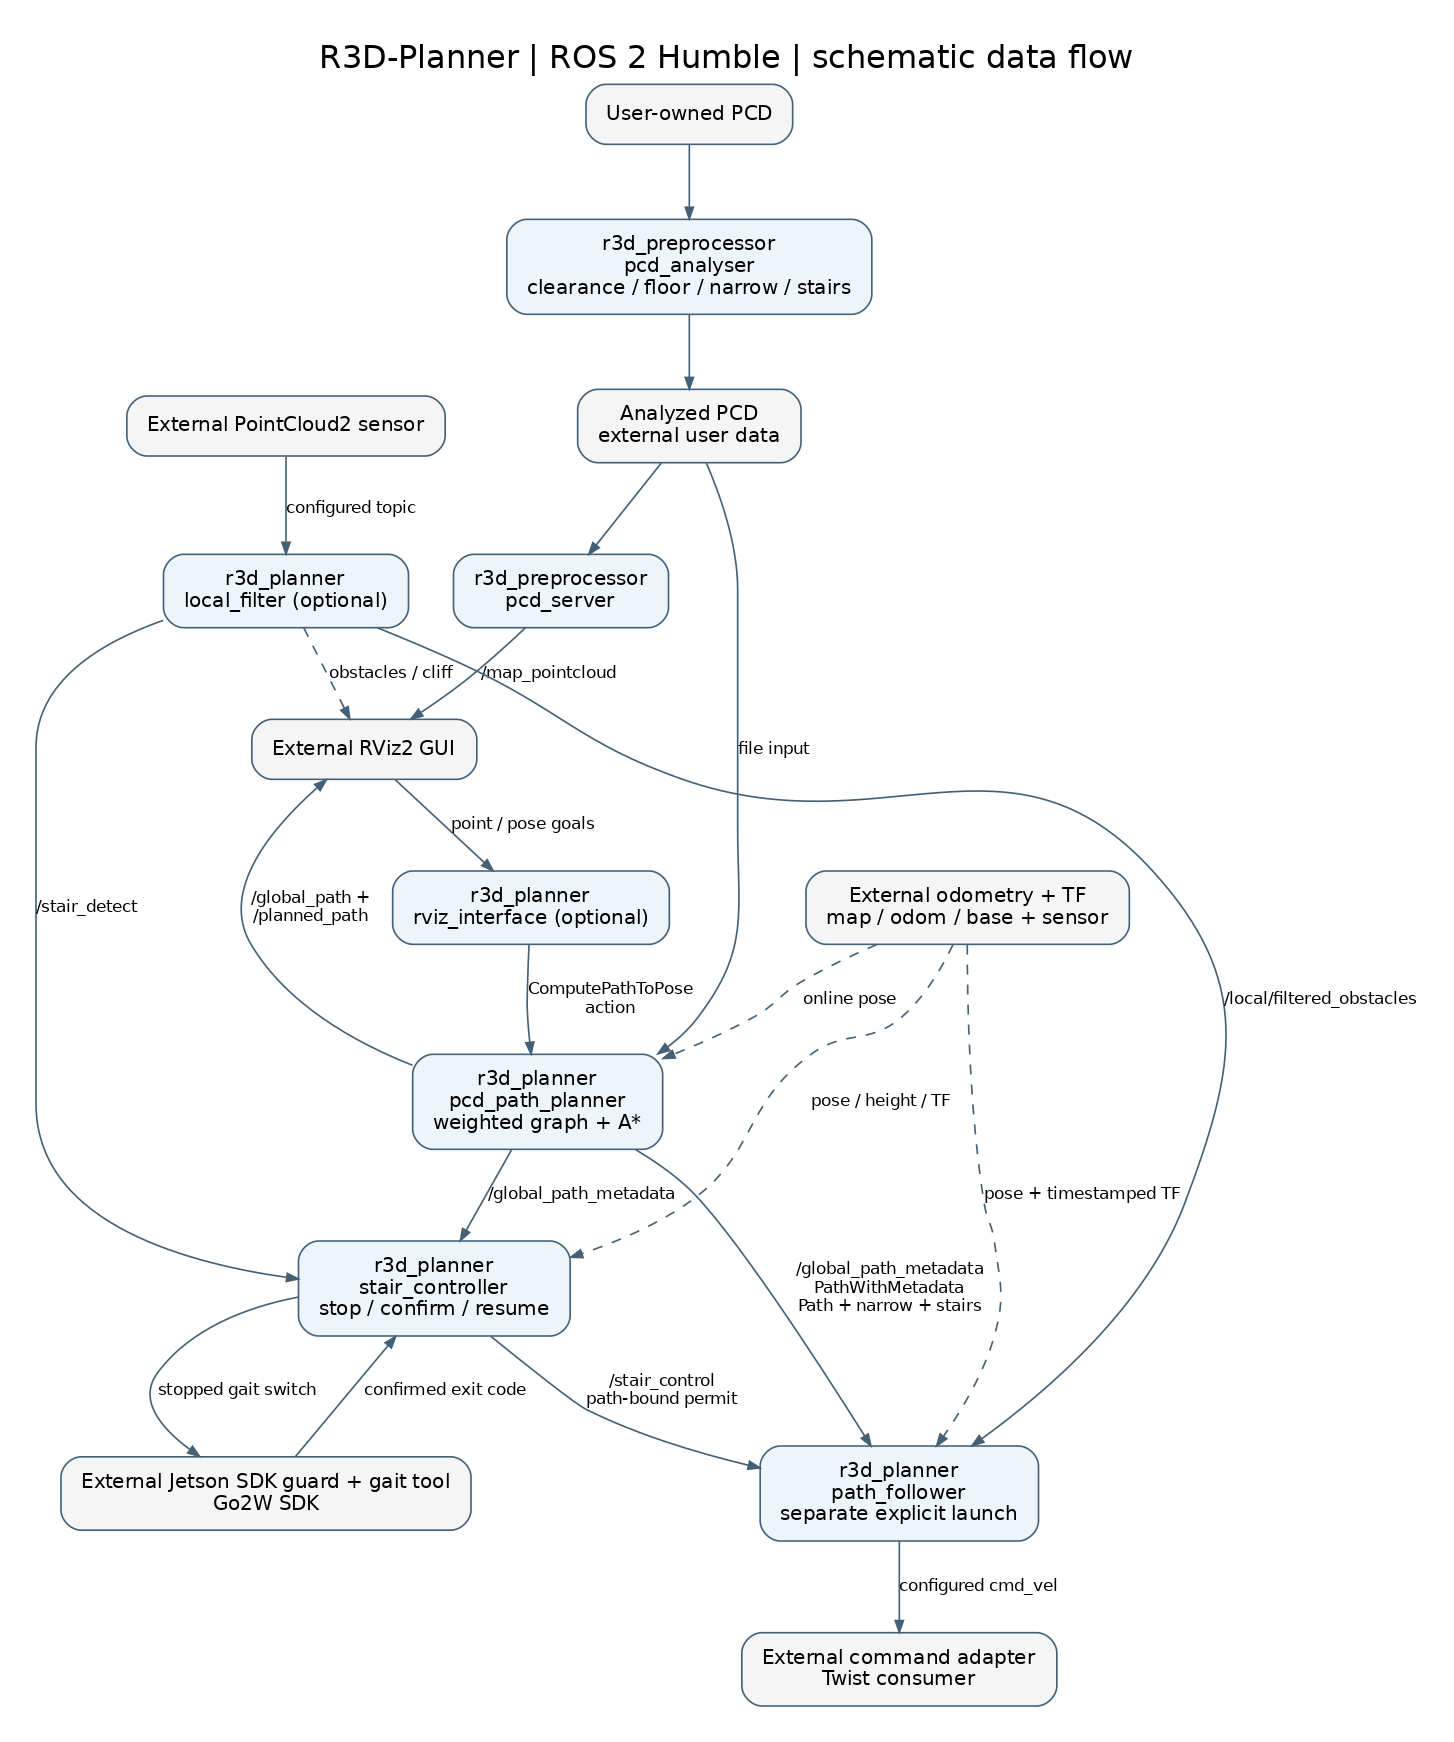 R3D-Planner | ROS 2 Humble | schematic data flow
User-owned PCD
r3d_preprocessor
pcd_analyser
clearance / floor / narrow / stairs
External PointCloud2 sensor
Analyzed PCD
external user data
configured topic
r3d_planner
local_filter (optional)
r3d_preprocessor
pcd_server
obstacles / cliff
/map_pointcloud
External RViz2 GUI
file input
point / pose goals
/stair_detect
/global_path +
/planned_path
r3d_planner
rviz_interface (optional)
External odometry + TF
map / odom / base + sensor
ComputePathToPose
action
online pose
/local/filtered_obstacles
r3d_planner
pcd_path_planner
weighted graph + A*
pose / height / TF
/global_path_metadata
pose + timestamped TF
r3d_planner
stair_controller
stop / confirm / resume
/global_path_metadata
PathWithMetadata
Path + narrow + stairs
stopped gait switch
confirmed exit code
/stair_control
path-bound permit
External Jetson SDK guard + gait tool
Go2W SDK
r3d_planner
path_follower
separate explicit launch
configured cmd_vel
External command adapter
Twist consumer